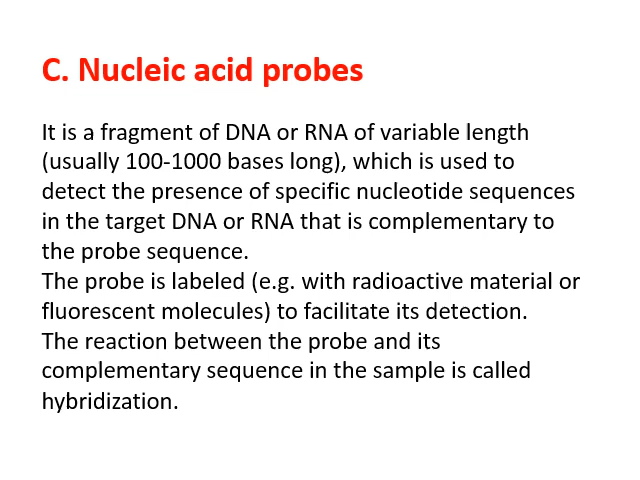 C. Nucleic acid probes
It is a fragment of DNA or RNA of variable length
(usually 100-1000 bases long), which is used to
detect the presence of specific nucleotide sequences
in the target DNA or RNA that is complementary to
the probe sequence.
The probe is labeled (e.g. with radioactive material or
fluorescent molecules) to facilitate its detection.
The reaction between the probe and its
complementary sequence in the sample is called
hybridization.